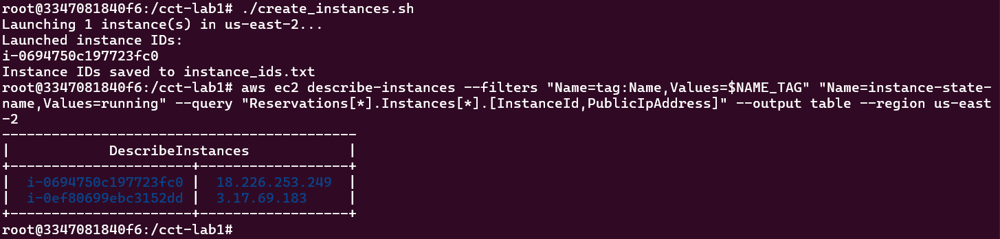 root@3347081840f6:/cct-lab1# ./create_instances.sh
Launching 1 instance(s) in us-east-2...
Launched instance IDs:
i-0694750c197723fc0
Instance IDs saved to instance_ids.txt
root@3347081840f6:/cct-lab1# aws ec2 describe-instances --filters "Name=tag:Name,Values=$NAME_TAG" "Name=instance-state-
name,Values=running" --query "Reservations[*].Instances[*].[InstanceId,PublicIpAddress]" --output table --region us-east
-2
-------------------------------------------
|            DescribeInstances            |
+----------------------+------------------+
|  i-0694750c197723fc0 |  18.226.253.249  |
|  i-0ef80699ebc3152dd |  3.17.69.183     |
+----------------------+------------------+
root@3347081840f6:/cct-lab1#